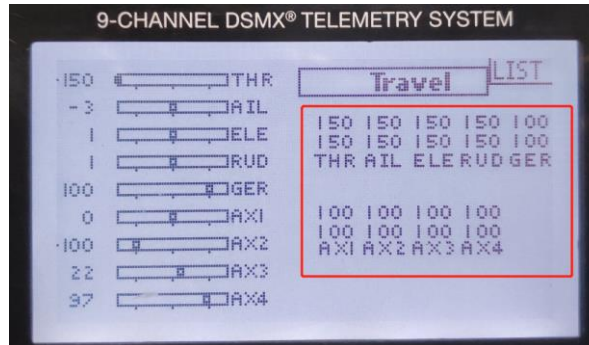 9-CHANNEL DSMX® TELEMETRY SYSTEM
-150 THR
- 3 AIL
1 ELE
1 RUD
100 GER
0 AX1
-100 AX2
22 AX3
97 AX4
Travel LIST
150 150 150 150 100
150 150 150 150 100
THR AIL ELE RUD GER
100 100 100 100
100 100 100 100
AX1 AX2 AX3 AX4